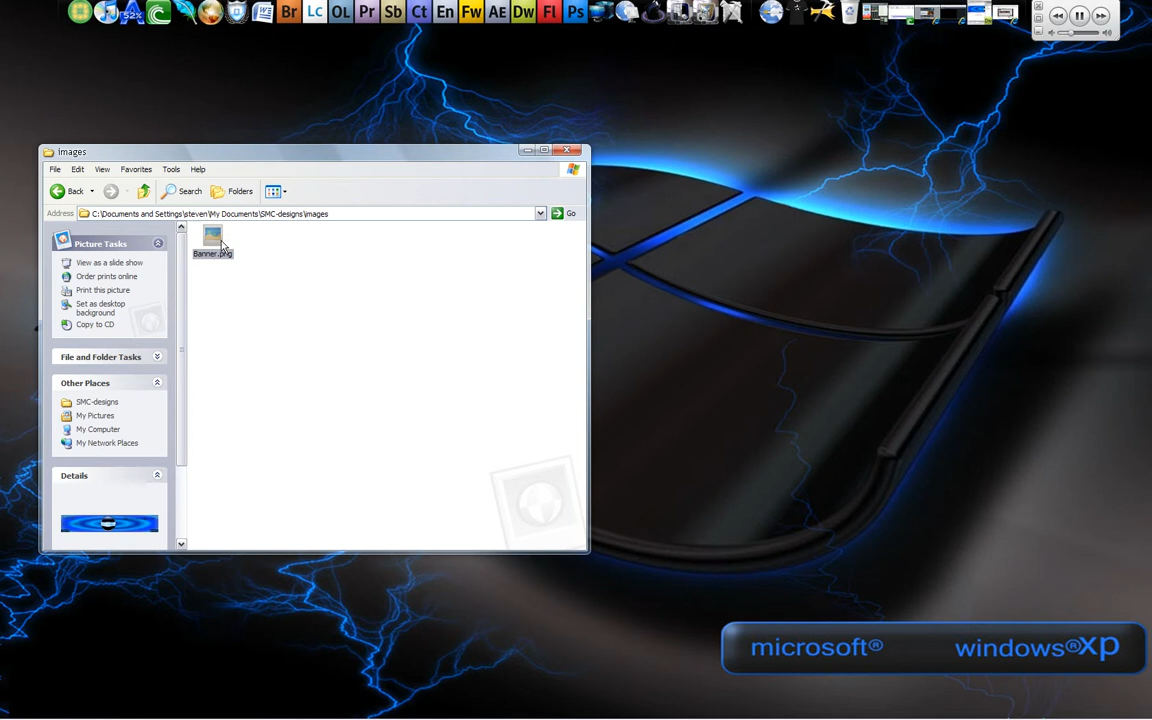 52%
Br Lc OL Pr Sb Ct En Fw AE Dw Fl Ps
images
File Edit View Favorites Tools Help
Back Search Folders
Address C:\Documents and Settings\steven\My Documents\SMC-designs\images Go
Picture Tasks
View as a slide show
Order prints online
Print this picture
Set as desktop
background
Copy to CD
File and Folder Tasks
Other Places
SMC-designs
My Pictures
My Computer
My Network Places
Details
Banner.png
microsoft® windows®xp